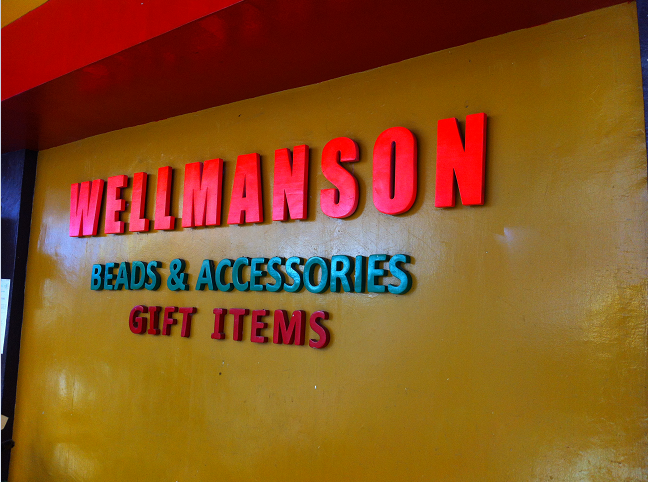 WELLMANSON
BEADS & ACCESSORIES
GIFT ITEMS